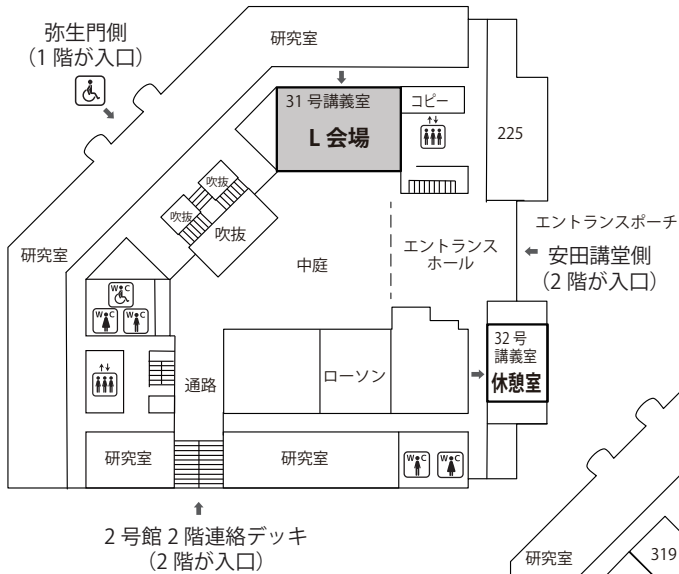 弥生門側
（1 階が入口）
研究室
31 号講義室
L 会場
コピー
225
吹抜
吹抜
吹抜
研究室
中庭
エントランス
ホール
エントランスポーチ
安田講堂側
（2 階が入口）
W・C
W・C
W・C
通路
ローソン
32 号
講義室
休憩室
研究室
研究室
W・C
W・C
2 号館 2 階連絡デッキ
（2 階が入口）
研究室
319